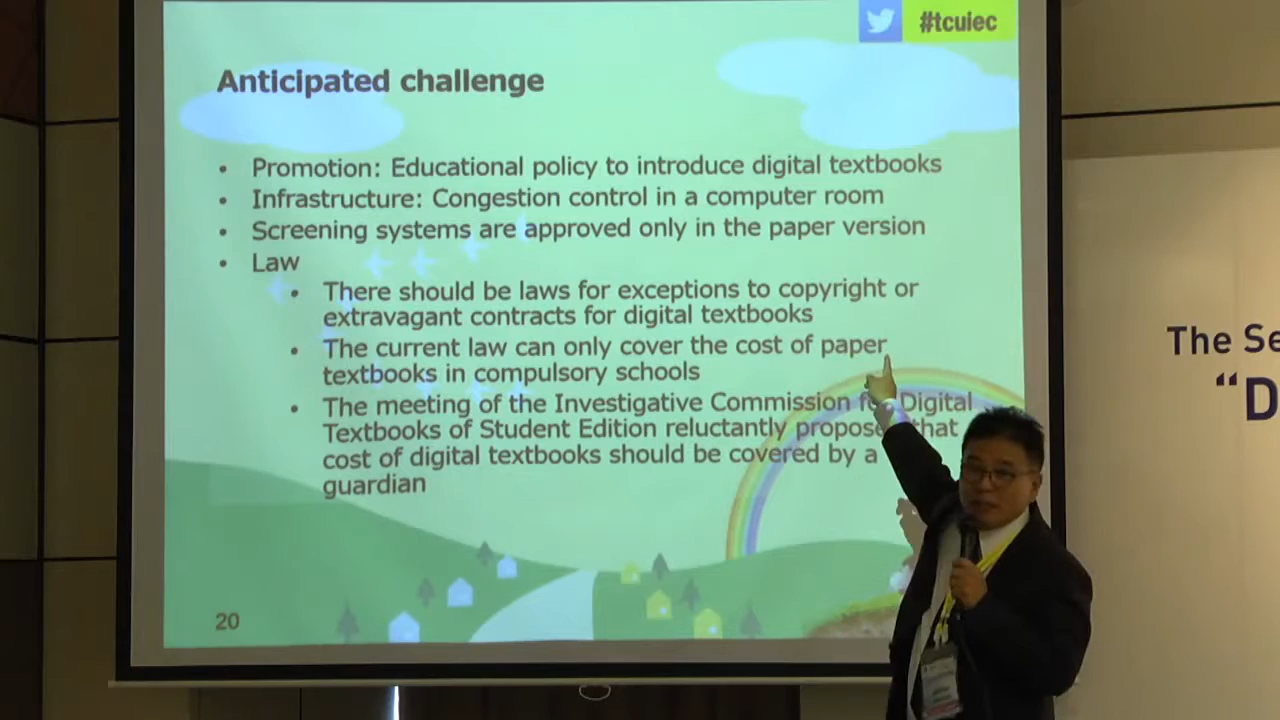 #tcuiec
Anticipated challenge
• Promotion: Educational policy to introduce digital textbooks
• Infrastructure: Congestion control in a computer room
• Screening systems are approved only in the paper version
• Law
• There should be laws for exceptions to copyright or
extravagant contracts for digital textbooks
• The current law can only cover the cost of paper
textbooks in compulsory schools
• The meeting of the Investigative Commission Digital
Textbooks of Student Edition reluctantly that
cost of digital textbooks should be covered by a
guardian
20
The Se
“D